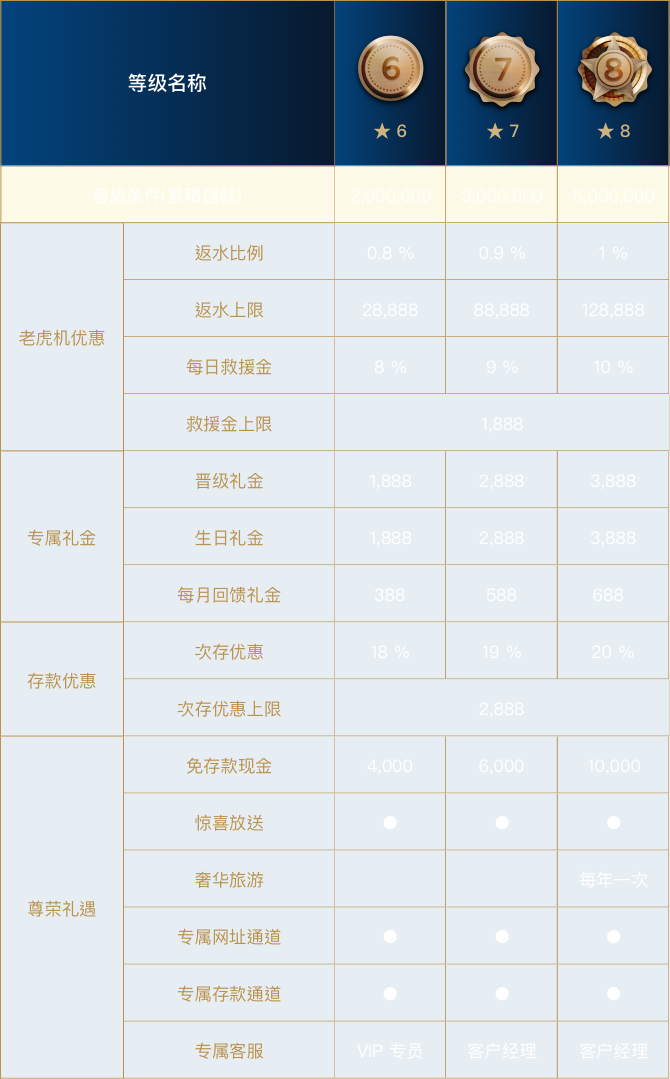 等级名称
6
7
8
★ 6
★ 7
★ 8
晋级条件(累积储数) 2,000,000 3,000,000 5,000,000
老虎机优惠
返水比例 0.8 % 0.9 % 1 %
返水上限 28,888 88,888 128,888
每日救援金 8 % 9 % 10 %
救援金上限 1,888
专属礼金
晋级礼金 1,888 2,888 3,888
生日礼金 1,888 2,888 3,888
每月回馈礼金 388 588 688
存款优惠
次存优惠 18 % 19 % 20 %
次存优惠上限 2,888
尊荣礼遇
免存款现金 4,000 6,000 10,000
惊喜放送 ● ● ●
奢华旅游 每年一次
专属网址通道 ● ● ●
专属存款通道 ● ● ●
专属客服 VIP 专员 客户经理 客户经理